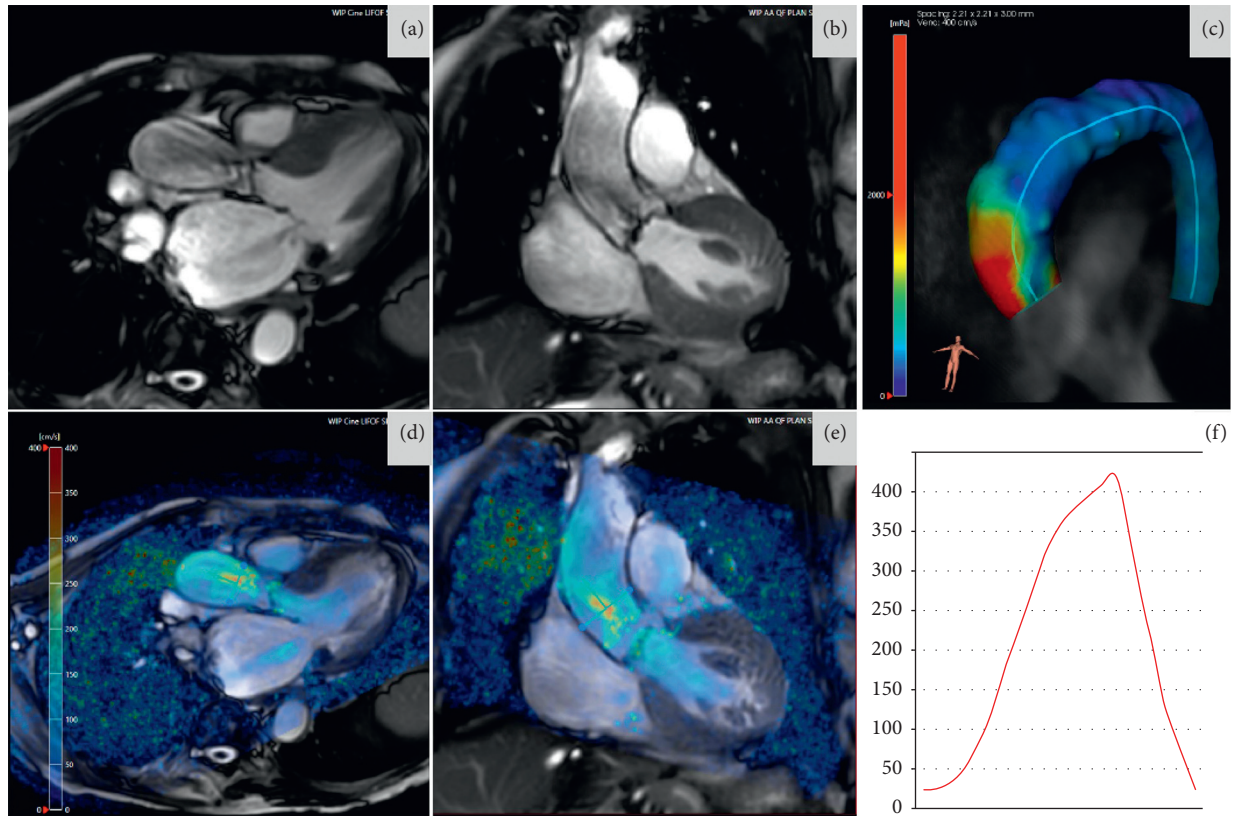 WIP Cine LIFOF S
(a)
WIP AA QF PLAN S
(b)
Spacing: 2.21 x 2.21 x 3.00 mm
Venc: 400 cm/s
[mPa]
(c)
2000
0
WIP Cine LIFOF S
(d)
[cm/s]
400 400
350
300
250
200
150
100
50
0 0
WIP AA QF PLAN S
(e)
(f)
400
350
300
250
200
150
100
50
0